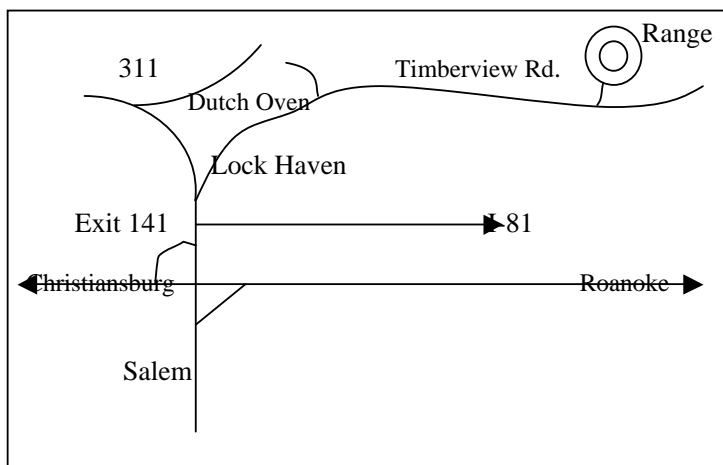 Range
311
Timberview Rd.
Dutch Oven
Lock Haven
Exit 141
I-81
Christiansburg
Roanoke
Salem